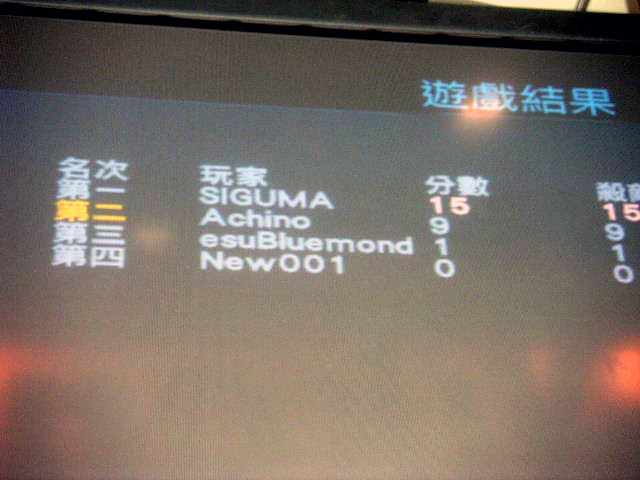 遊戲結果
名次 玩家 分數 殺
第一 SIGUMA 15 15
第二 Achino 9 9
第三 esuBluemond 1 1
第四 New001 0 0